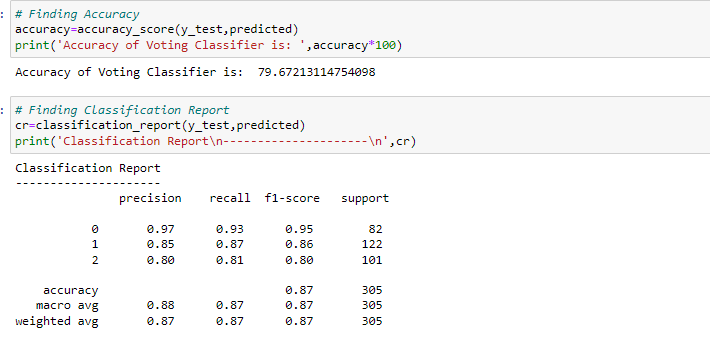 : # Finding Accuracy
accuracy=accuracy_score(y_test,predicted)
print('Accuracy of Voting Classifier is: ',accuracy*100)
Accuracy of Voting Classifier is:  79.67213114754098
: # Finding Classification Report
cr=classification_report(y_test,predicted)
print('Classification Report\n---------------------\n',cr)
Classification Report
---------------------
precision    recall  f1-score   support
0       0.97      0.93      0.95        82
1       0.85      0.87      0.86       122
2       0.80      0.81      0.80       101
accuracy                           0.87       305
macro avg       0.88      0.87      0.87       305
weighted avg       0.87      0.87      0.87       305